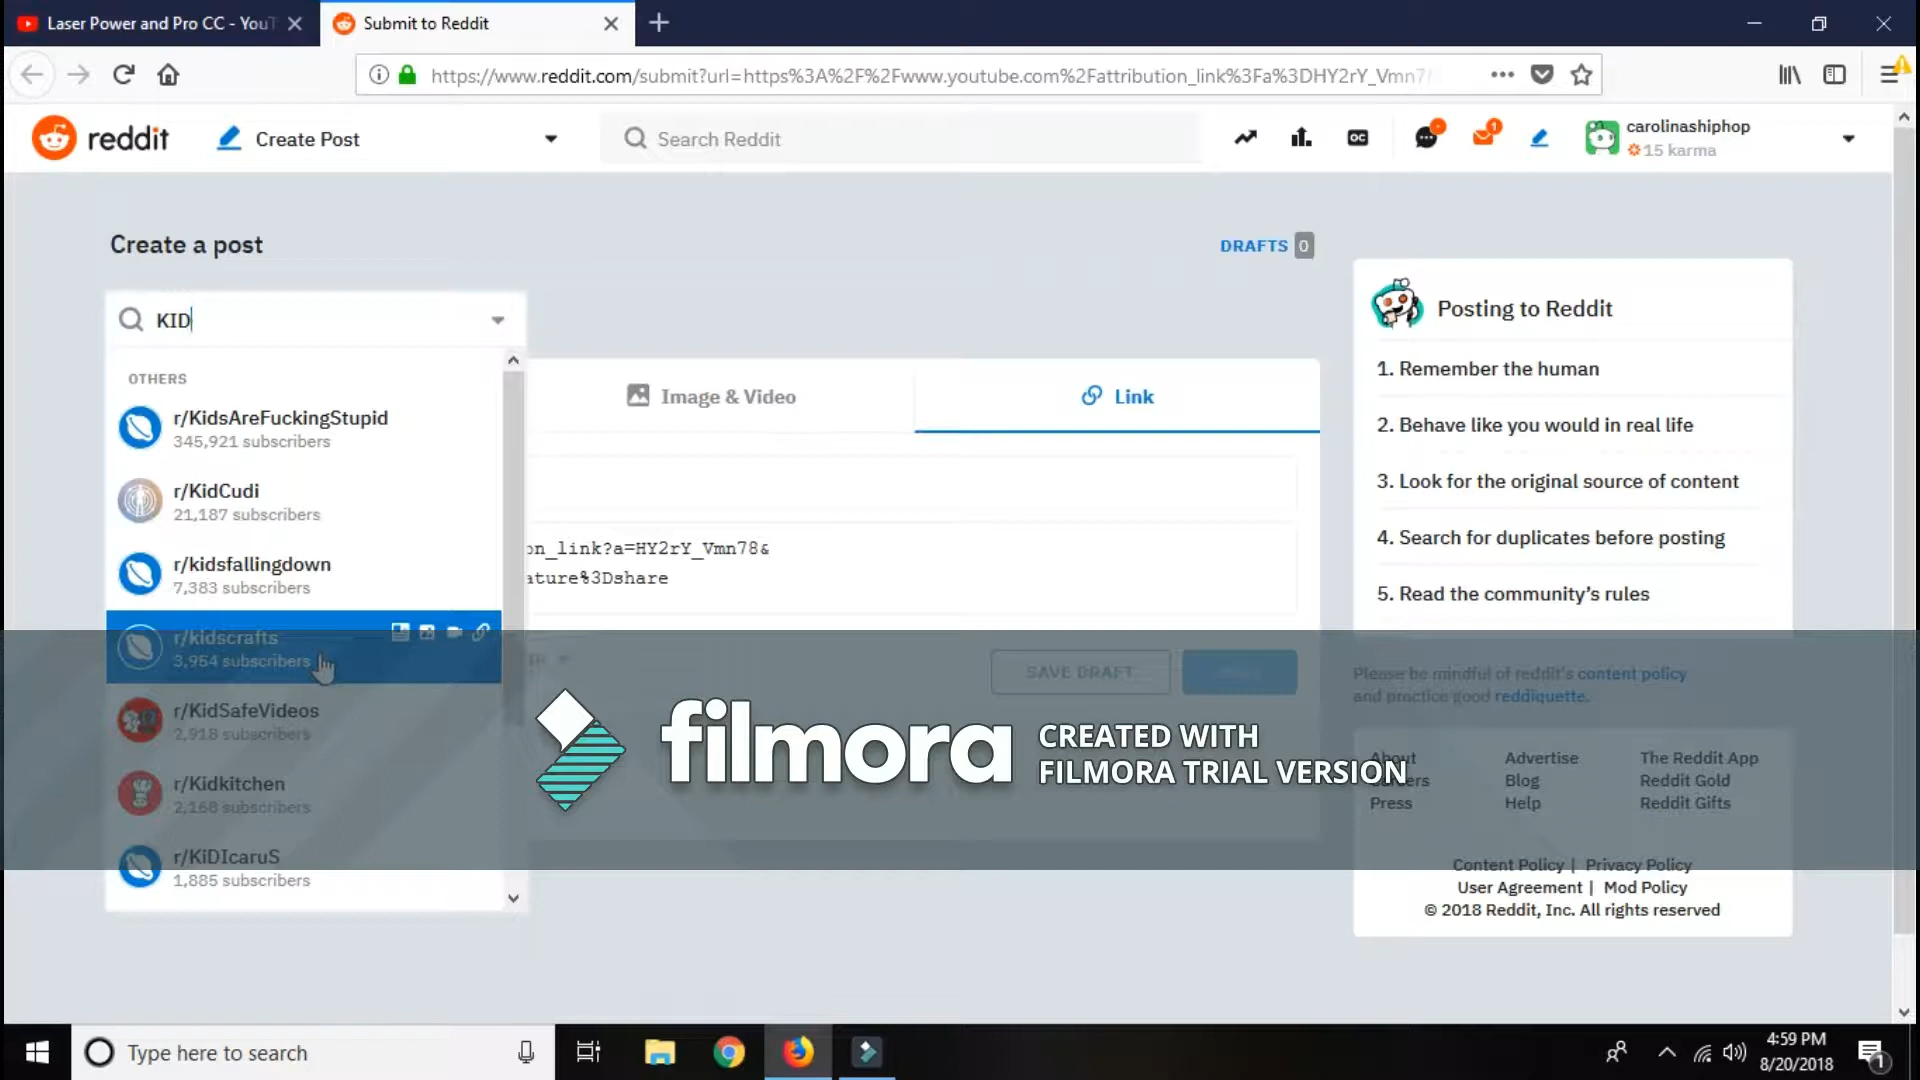 Laser Power and Pro CC - YouT
Submit to Reddit
https://www.reddit.com/submit?url=https%3A%2F%2Fwww.youtube.com%2Fattribution_link%3Fa%3DHY2rY_Vmn7
reddit
Create Post
Search Reddit
OC
1
carolinashiphop
15 karma
Create a post
DRAFTS 0
KID
OTHERS
r/KidsAreFuckingStupid
345,921 subscribers
r/KidCudi
21,187 subscribers
r/kidsfallingdown
7,383 subscribers
r/kidscrafts
3,954 subscribers
r/KidSafeVideos
2,918 subscribers
r/Kidkitchen
2,168 subscribers
r/KiDIcaruS
1,885 subscribers
Image & Video
Link
on_link?a=HY2rY_Vmn78&
ature%3Dshare
SAVE DRAFT
Posting to Reddit
1. Remember the human
2. Behave like you would in real life
3. Look for the original source of content
4. Search for duplicates before posting
5. Read the community's rules
Please be mindful of reddit's content policy
and practice good reddiquette.
About
Careers
Press
Advertise
Blog
Help
The Reddit App
Reddit Gold
Reddit Gifts
Content Policy | Privacy Policy
User Agreement | Mod Policy
© 2018 Reddit, Inc. All rights reserved
filmora
CREATED WITH
FILMORA TRIAL VERSION
Type here to search
4:59 PM
8/20/2018
1